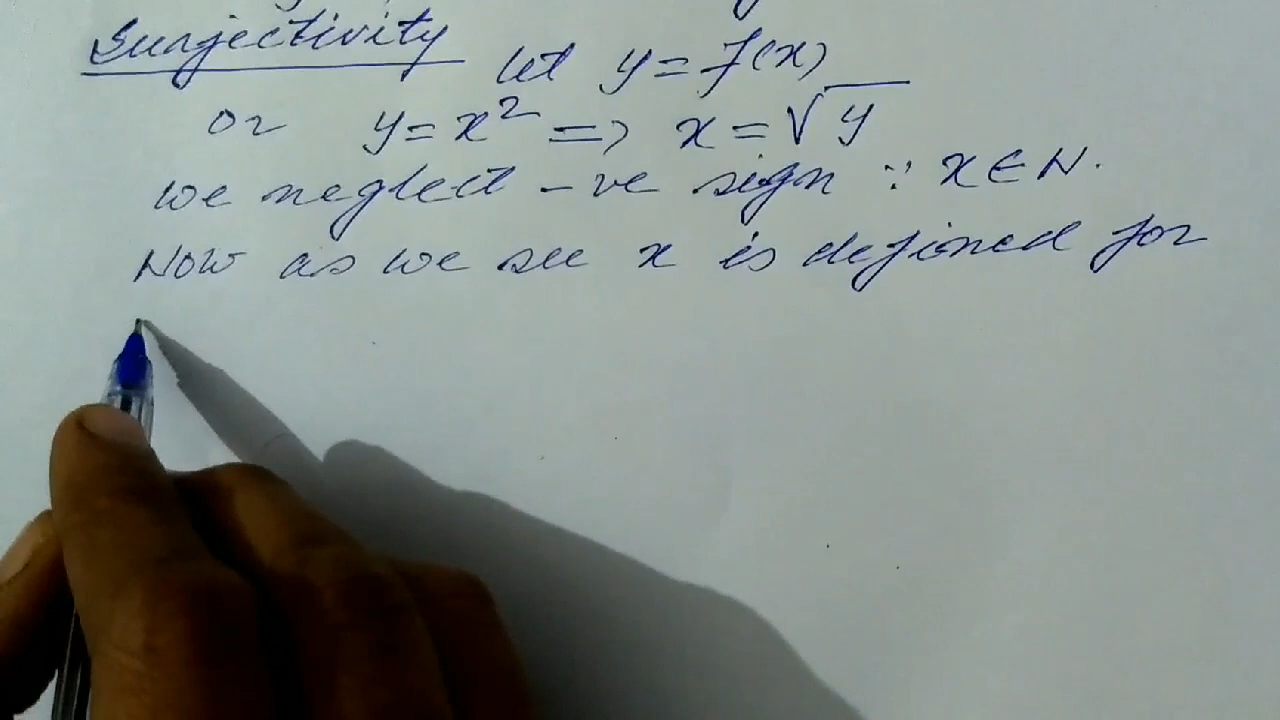 Surjectivity let y = f(x)
or y = x² => x = √y
we neglect -ve sign ∵ x ∈ N.
Now as we see x is defined for